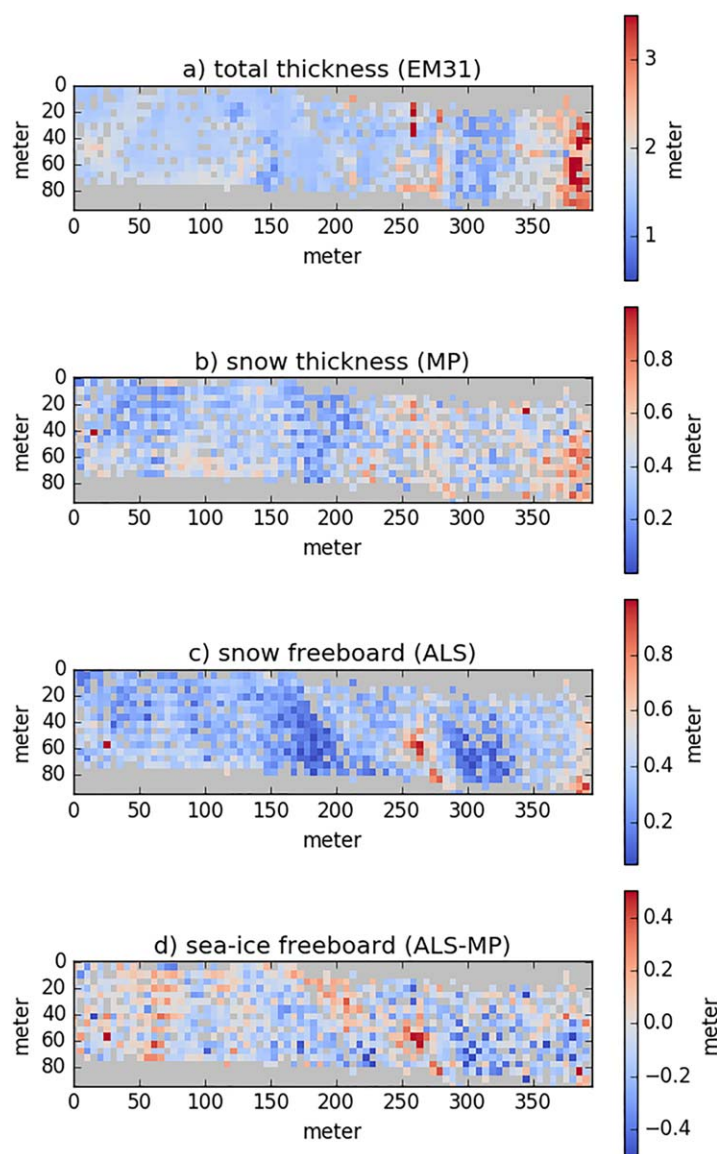 a) total thickness (EM31)
0
20
40
60
80
meter
0 50 100 150 200 250 300 350
meter
3
2
1
meter
b) snow thickness (MP)
0
20
40
60
80
meter
0 50 100 150 200 250 300 350
meter
0.8
0.6
0.4
0.2
meter
c) snow freeboard (ALS)
0
20
40
60
80
meter
0 50 100 150 200 250 300 350
meter
0.8
0.6
0.4
0.2
meter
d) sea-ice freeboard (ALS-MP)
0
20
40
60
80
meter
0 50 100 150 200 250 300 350
meter
0.4
0.2
0.0
−0.2
−0.4
meter